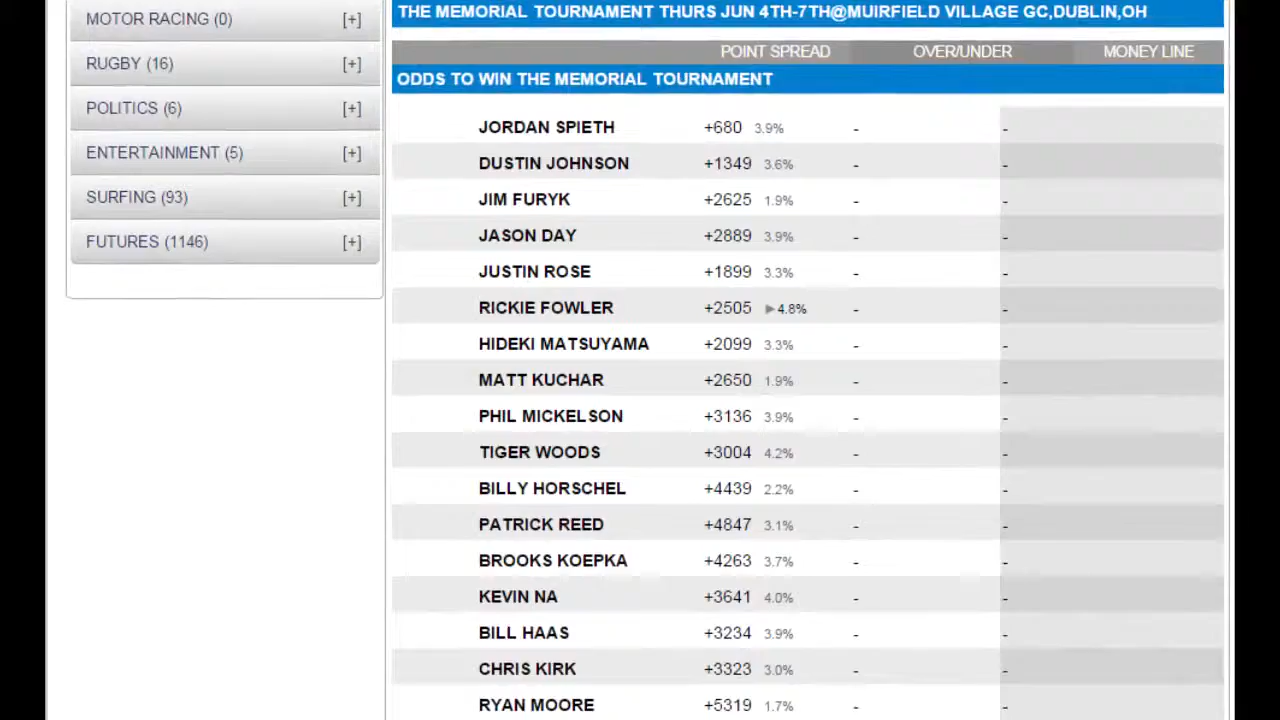 MOTOR RACING (0) [+]
RUGBY (16) [+]
POLITICS (6) [+]
ENTERTAINMENT (5) [+]
SURFING (93) [+]
FUTURES (1146) [+]
THE MEMORIAL TOURNAMENT THURS JUN 4TH-7TH@MUIRFIELD VILLAGE GC,DUBLIN,OH
POINT SPREAD OVER/UNDER MONEY LINE
ODDS TO WIN THE MEMORIAL TOURNAMENT
JORDAN SPIETH +680 3.9% - -
DUSTIN JOHNSON +1349 3.6% - -
JIM FURYK +2625 1.9% - -
JASON DAY +2889 3.9% - -
JUSTIN ROSE +1899 3.3% - -
RICKIE FOWLER +2505 ▶4.8% - -
HIDEKI MATSUYAMA +2099 3.3% - -
MATT KUCHAR +2650 1.9% - -
PHIL MICKELSON +3136 3.9% - -
TIGER WOODS +3004 4.2% - -
BILLY HORSCHEL +4439 2.2% - -
PATRICK REED +4847 3.1% - -
BROOKS KOEPKA +4263 3.7% - -
KEVIN NA +3641 4.0% - -
BILL HAAS +3234 3.9% - -
CHRIS KIRK +3323 3.0% - -
RYAN MOORE +5319 1.7% - -